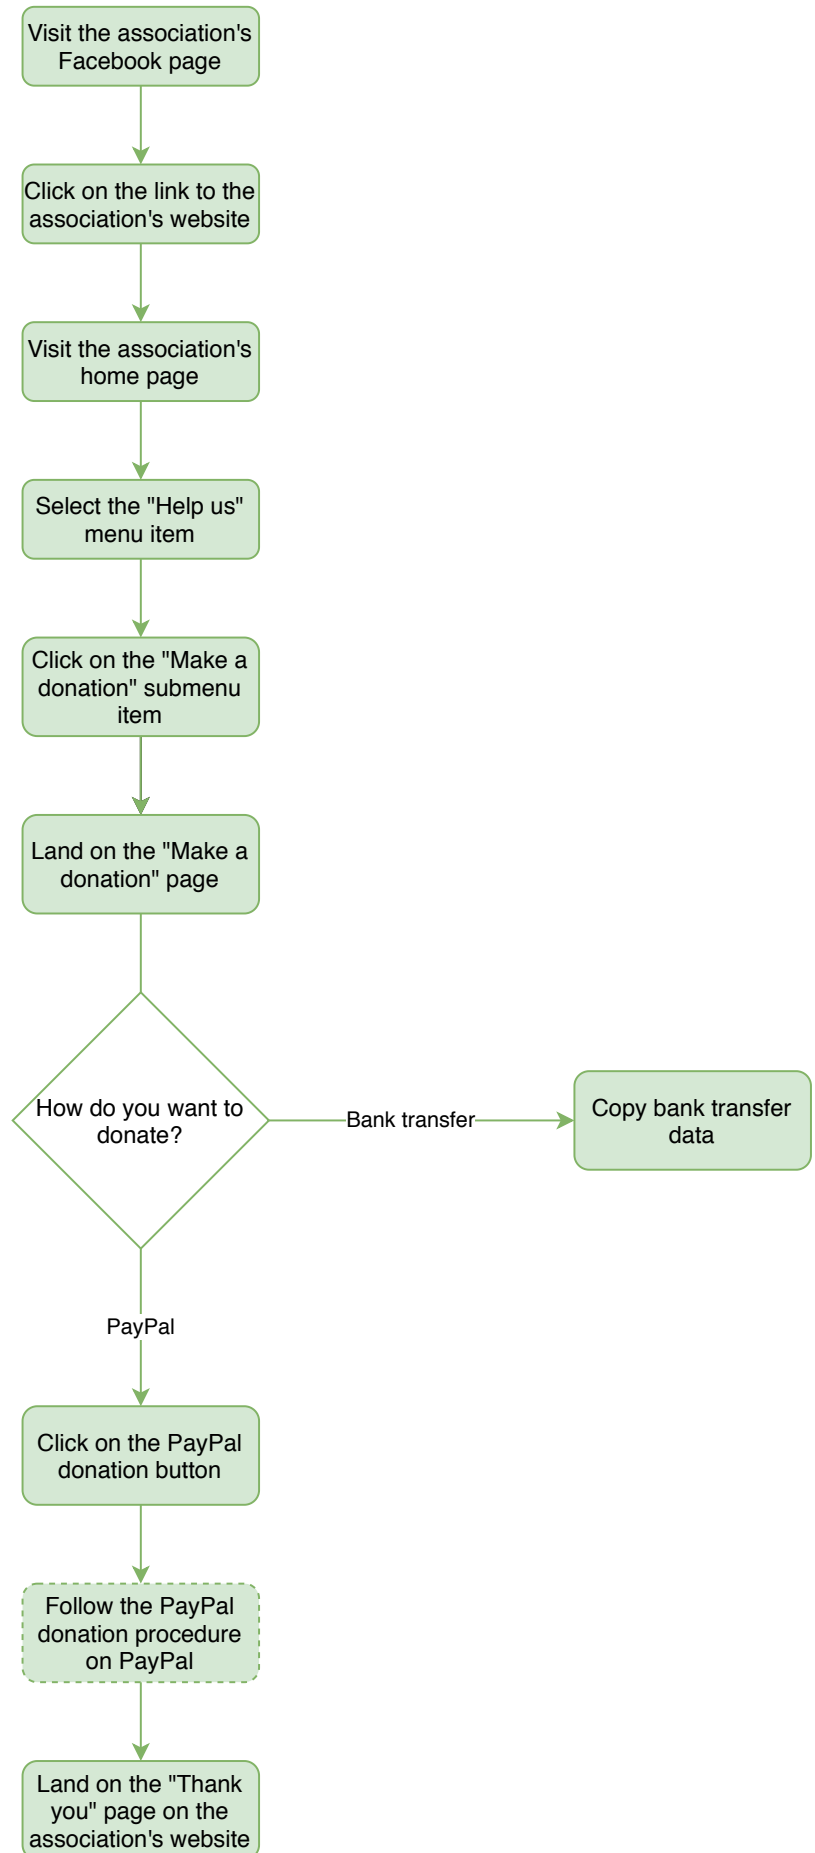 Visit the association's
Facebook page
Click on the link to the
association's website
Visit the association's
home page
Select the "Help us"
menu item
Click on the "Make a
donation" submenu
item
Land on the "Make a
donation" page
How do you want to
donate?
Bank transfer
Copy bank transfer
data
PayPal
Click on the PayPal
donation button
Follow the PayPal
donation procedure
on PayPal
Land on the "Thank
you" page on the
association's website